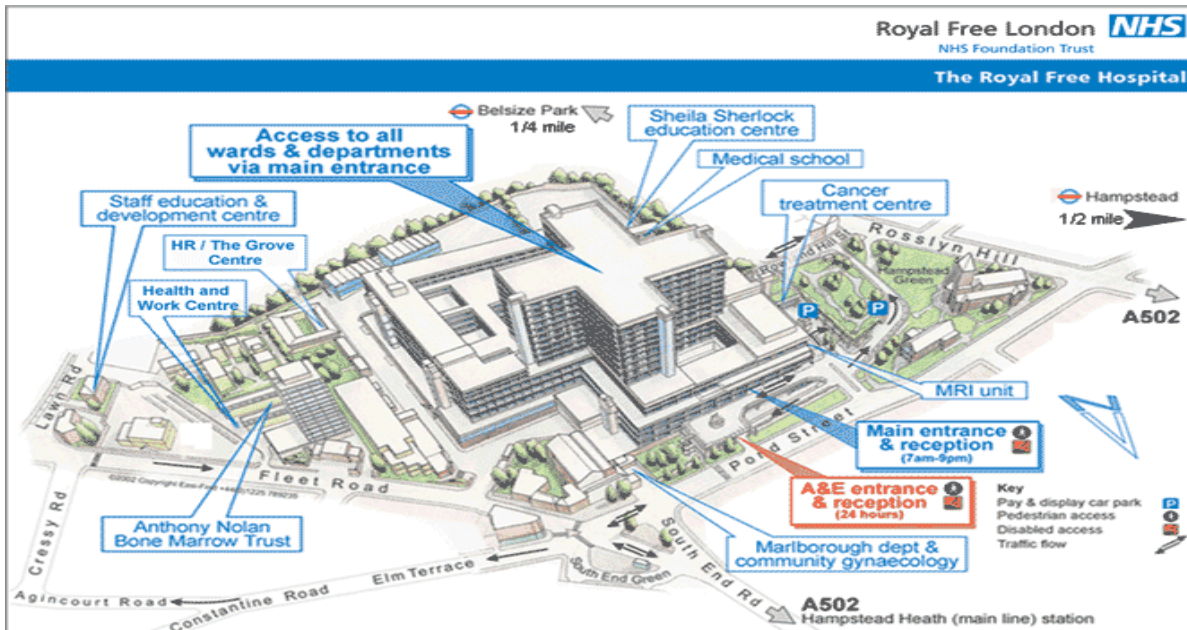 Royal Free London NHS
NHS Foundation Trust
The Royal Free Hospital
Belsize Park
1/4 mile
Sheila Sherlock
education centre
Access to all
wards & departments
via main entrance
Medical school
Staff education &
development centre
Cancer
treatment centre
Hampstead
1/2 mile
HR / The Grove
Centre
Rosslyn Hill
Rowland Hill St
Hampstead
Green
Health and
Work Centre
P
P
A502
MRI unit
Lawn Rd
Pond Street
Main entrance
& reception
(7am-9pm)
Fleet Road
A&E entrance
& reception
(24 hours)
Key
Pay & display car park P
Pedestrian access
Disabled access
Traffic flow
Anthony Nolan
Bone Marrow Trust
Marlborough dept &
community gynaecology
Cressy Rd
South End Rd
South End Green
Elm Terrace
Agincourt Road
Constantine Road
A502
Hampstead Heath (main line) station